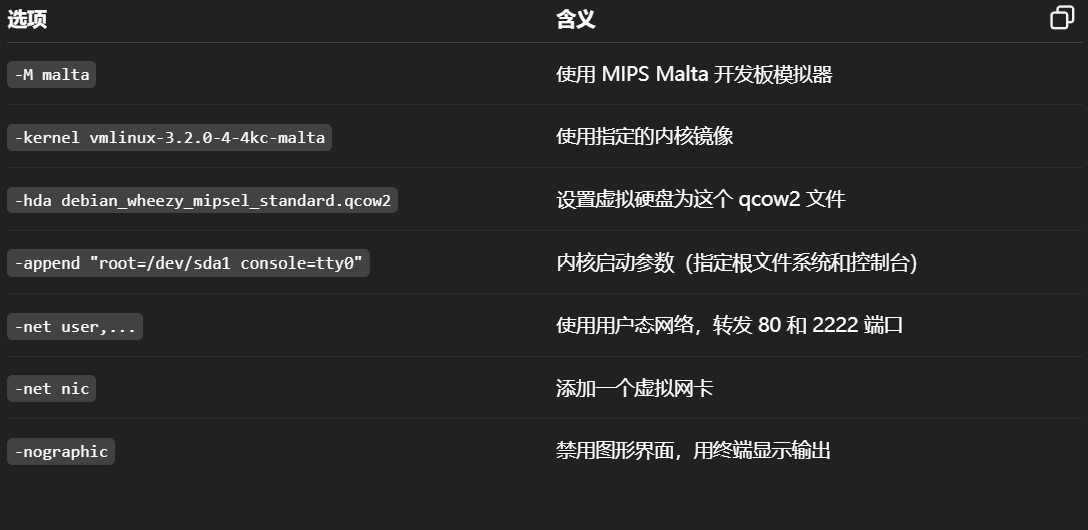 选项 含义
-M malta 使用 MIPS Malta 开发板模拟器
-kernel vmlinux-3.2.0-4-4kc-malta 使用指定的内核镜像
-hda debian_wheezy_mipsel_standard.qcow2 设置虚拟硬盘为这个 qcow2 文件
-append "root=/dev/sda1 console=tty0" 内核启动参数（指定根文件系统和控制台）
-net user,... 使用用户态网络，转发 80 和 2222 端口
-net nic 添加一个虚拟网卡
-nographic 禁用图形界面，用终端显示输出